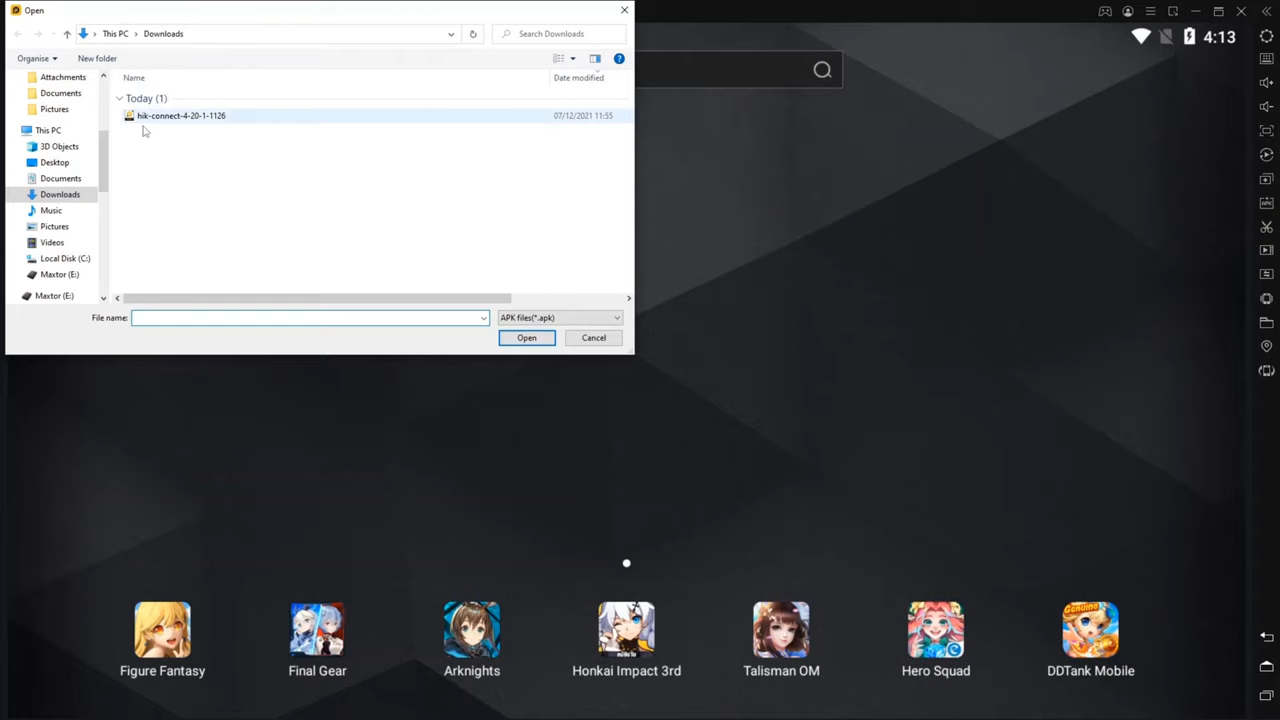 Open
This PC > Downloads
Search Downloads
4:13
Organise
New folder
Attachments
Documents
Pictures
This PC
3D Objects
Desktop
Documents
Downloads
Music
Pictures
Videos
Local Disk (C:)
Maxtor (E:)
Maxtor (E:)
Name
Date modified
Today (1)
hik-connect-4-20-1-1126
07/12/2021 11:55
File name:
APK files(*.apk)
Open
Cancel
Figure Fantasy
Final Gear
Arknights
Honkai Impact 3rd
Talisman OM
Hero Squad
Genuino
DDTank Mobile